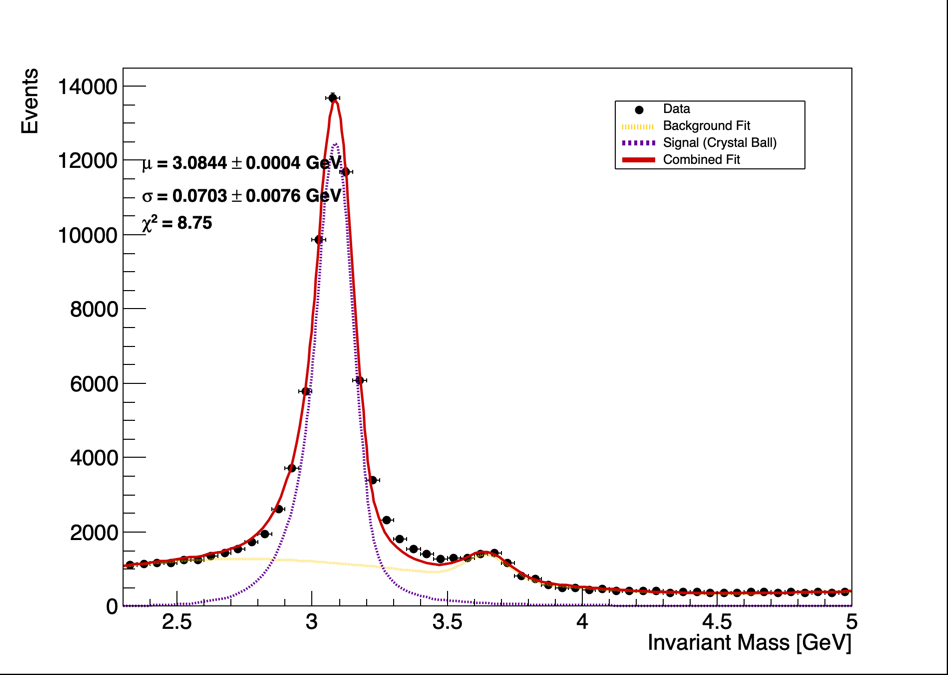 Events
14000
12000
10000
8000
6000
4000
2000
0
μ = 3.0844 ± 0.0004 GeV
σ = 0.0703 ± 0.0076 GeV
χ² = 8.75
Data
Background Fit
Signal (Crystal Ball)
Combined Fit
2.5 3 3.5 4 4.5 5
Invariant Mass [GeV]